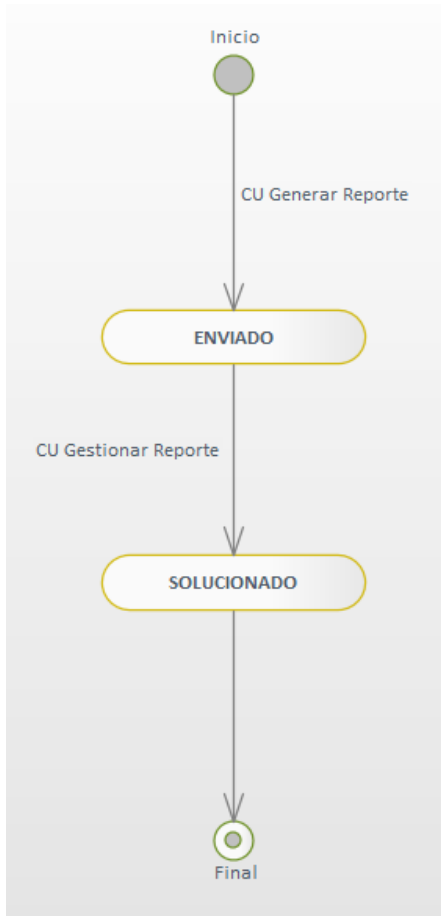 Inicio
CU Generar Reporte
ENVIADO
CU Gestionar Reporte
SOLUCIONADO
Final